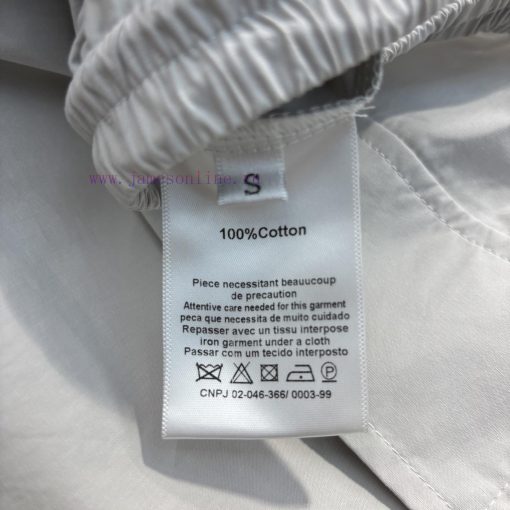 www.jamesonline.
S
100%Cotton
Piece necessitant beauucoup
de precaution
Attentive care needed for this garment
peca que necessita de muito cuidado
Repasser avec un tissu interpose
iron garment under a cloth
Passar com um tecido interposto
P
CNPJ 02-046-366/ 0003-99